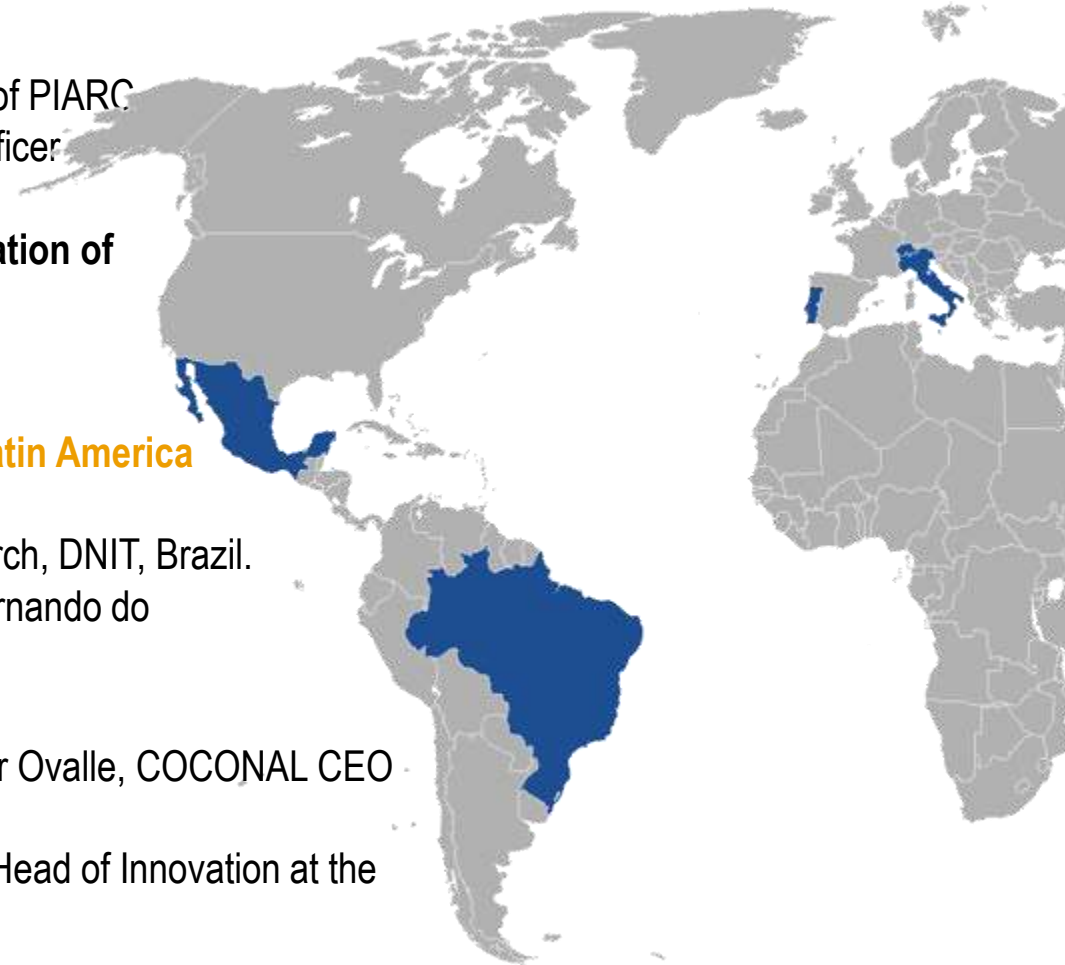 of PIARC
ficer
ation of
atin America
rch, DNIT, Brazil.
rnando do
r Ovalle, COCONAL CEO
Head of Innovation at the